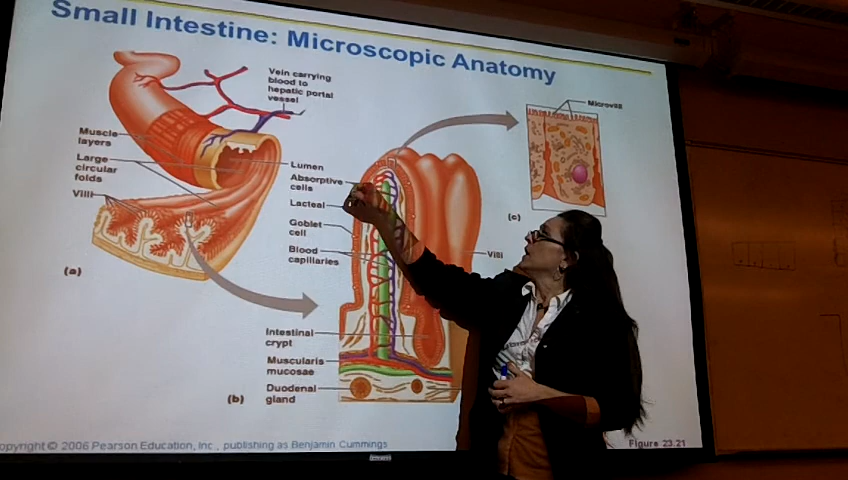 Small Intestine: Microscopic Anatomy
Vein carrying
blood to
hepatic portal
vessel
Microvilli
Muscle
layers
Large
circular
folds
Villi
Lumen
Absorptive
cells
Lacteal
Goblet
cell
Blood
capillaries
Villi
(a)
(c)
Intestinal
crypt
Muscularis
mucosae
Duodenal
gland
(b)
opyright © 2006 Pearson Education, Inc., publishing as Benjamin Cummings
Figure 23.21